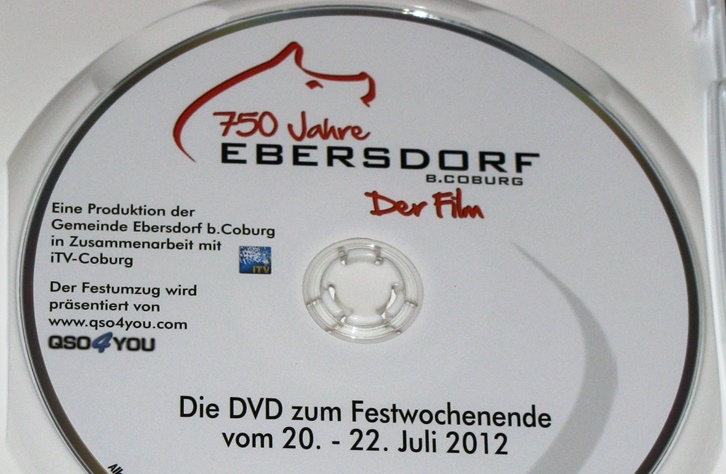 750 Jahre
EBERSDORF
B.COBURG
Der Film
Eine Produktion der
Gemeinde Ebersdorf b.Coburg
in Zusammenarbeit mit
iTV-Coburg
iTV
Der Festumzug wird
präsentiert von
www.qso4you.com
QSO4YOU
Die DVD zum Festwochenende
vom 20. - 22. Juli 2012